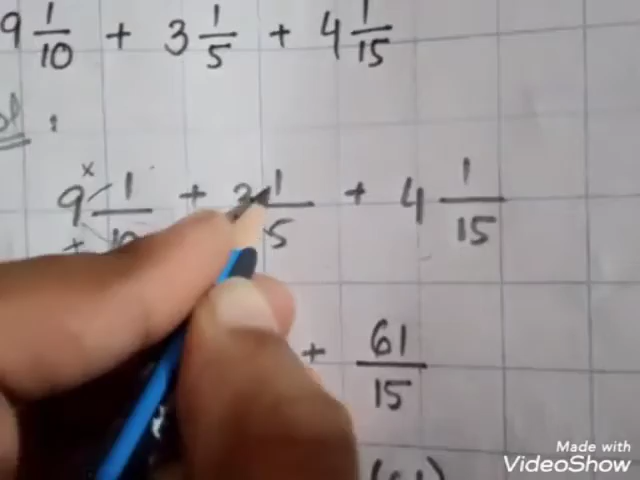 9 1/10 + 3 1/5 + 4 1/15
:
9 1/10 + 3 1/5 + 4 1/15
+ 61/15
Made with
VideoShow